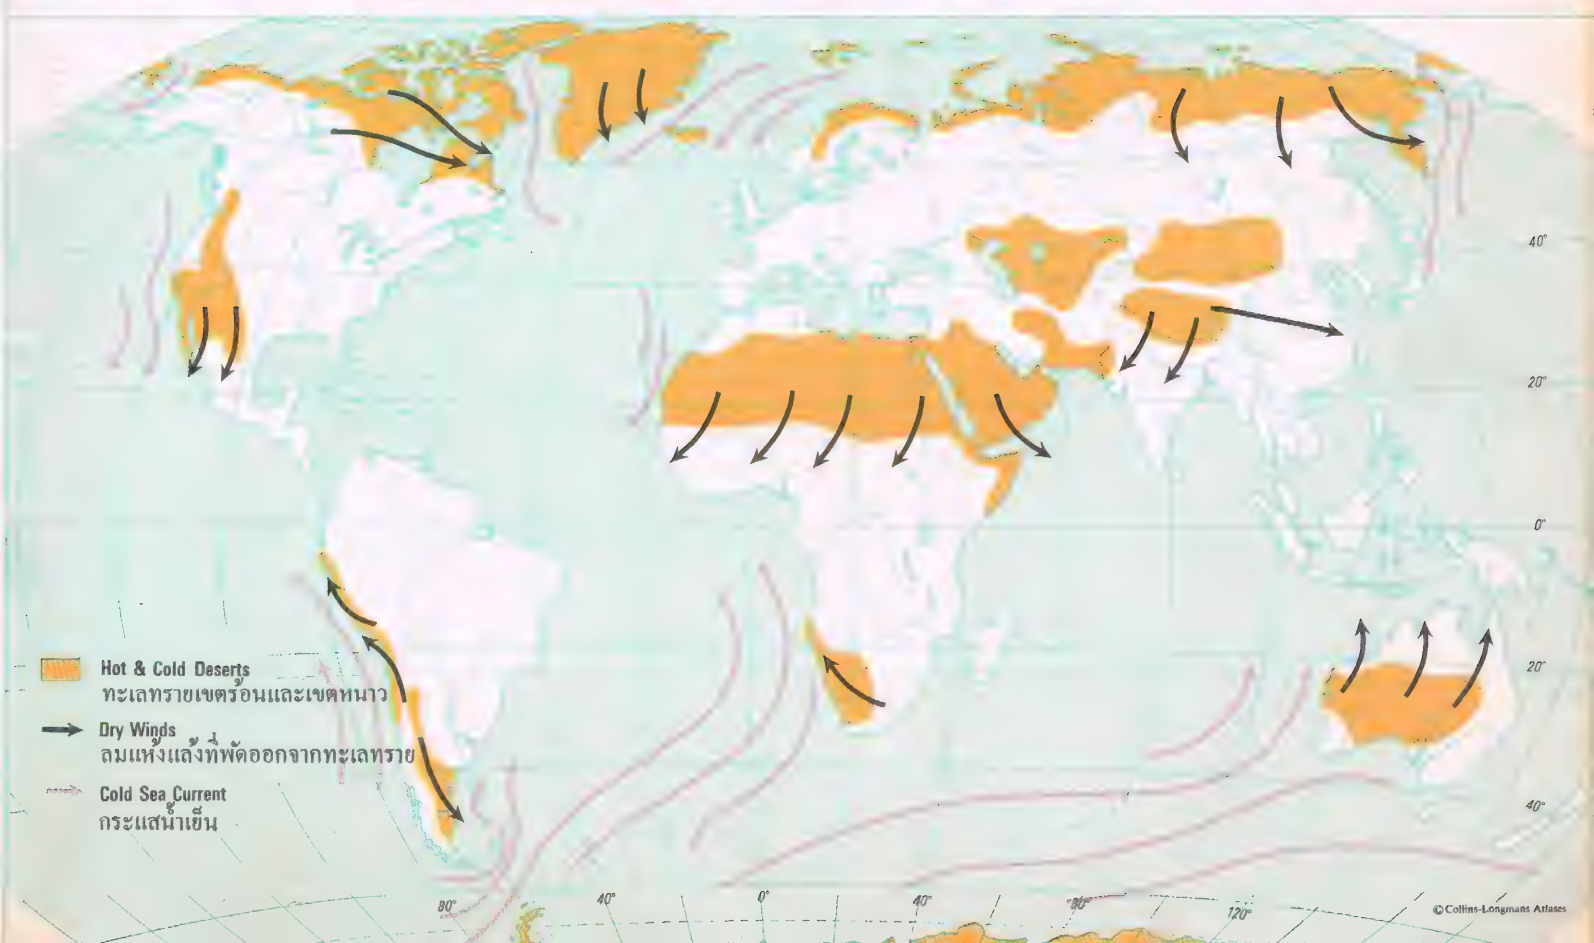 40°
20°
0°
Hot & Cold Deserts
ทะเลทรายเขตร้อนและเขตหนาว
Dry Winds
ลมแห้งแล้งที่พัดออกจากทะเลทราย
Cold Sea Current
กระแสน้ำเย็น
20°
40°
80°
40°
0°
40°
80°
120°
© Collins-Longmans Atlases